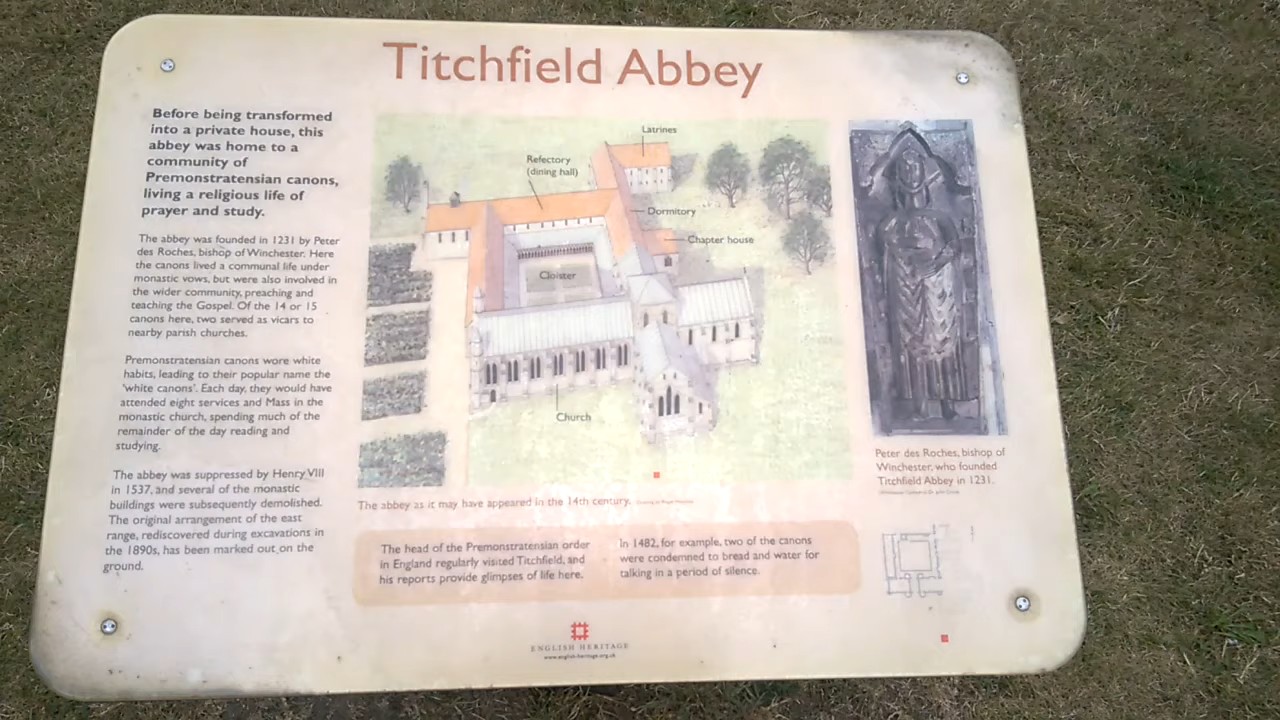 Titchfield Abbey
Before being transformed
into a private house, this
abbey was home to a
community of
Premonstratensian canons,
living a religious life of
prayer and study.
The abbey was founded in 1231 by Peter
des Roches, bishop of Winchester. Here
the canons lived a communal life under
monastic vows, but were also involved in
the wider community, preaching and
teaching the Gospel. Of the 14 or 15
canons here, two served as vicars to
nearby parish churches.
Premonstratensian canons wore white
habits, leading to their popular name the
'white canons'. Each day, they would have
attended eight services and Mass in the
monastic church, spending much of the
remainder of the day reading and
studying.
The abbey was suppressed by Henry VIII
in 1537, and several of the monastic
buildings were subsequently demolished.
The original arrangement of the east
range, rediscovered during excavations in
the 1890s, has been marked out on the
ground.
Latrines
Refectory
(dining hall)
Dormitory
Chapter house
Cloister
Church
The abbey as it may have appeared in the 14th century.
The head of the Premonstratensian order
in England regularly visited Titchfield, and
his reports provide glimpses of life here.
In 1482, for example, two of the canons
were condemned to bread and water for
talking in a period of silence.
Peter des Roches, bishop of
Winchester, who founded
Titchfield Abbey in 1231.
ENGLISH HERITAGE
www.english-heritage.org.uk